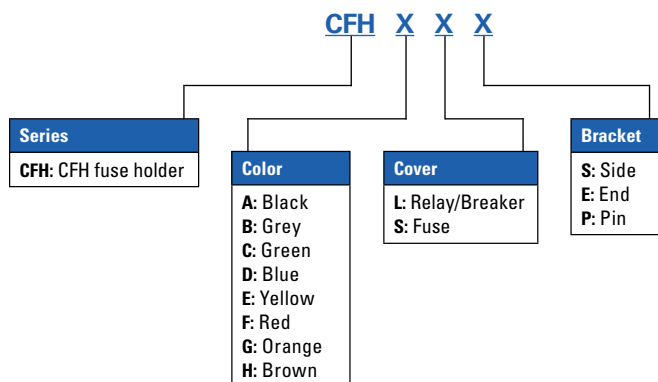 CFH X X X
Series
CFH: CFH fuse holder
Color
A: Black
B: Grey
C: Green
D: Blue
E: Yellow
F: Red
G: Orange
H: Brown
Cover
L: Relay/Breaker
S: Fuse
Bracket
S: Side
E: End
P: Pin